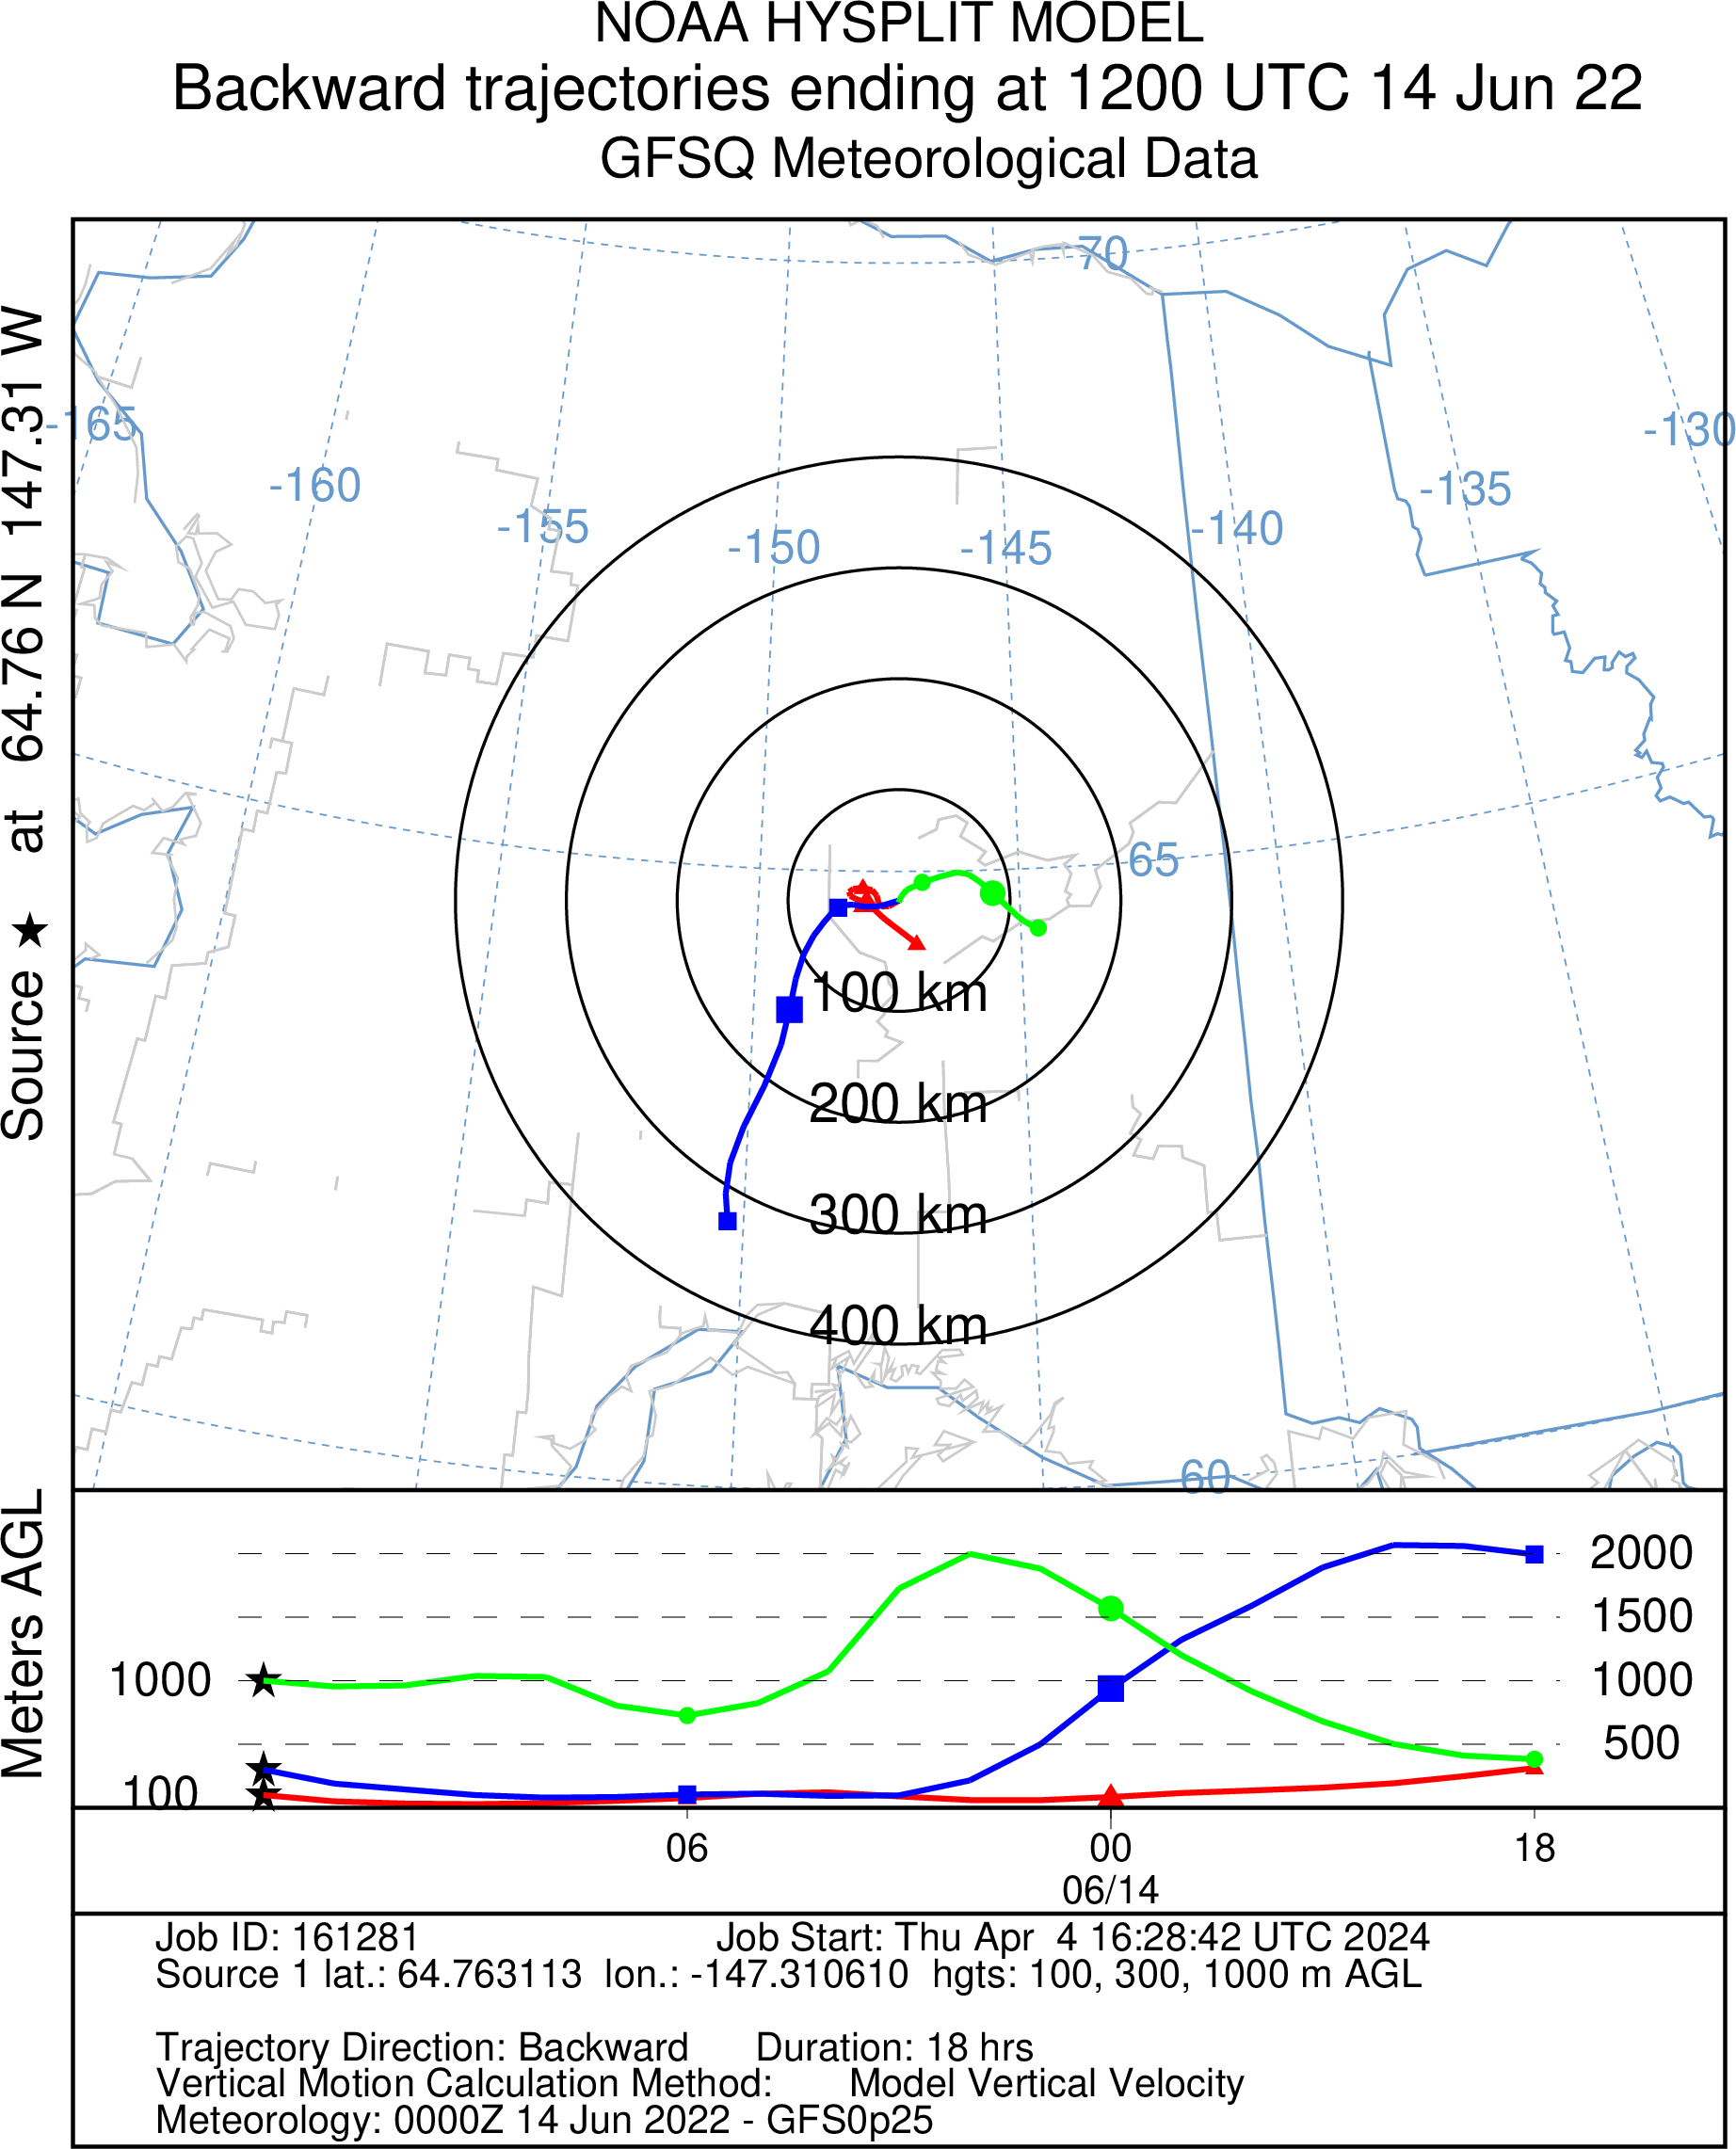 NOAA HYSPLIT MODEL
Backward trajectories ending at 1200 UTC 14 Jun 22
GFSQ Meteorological Data
Source ★ at 64.76 N 147.31 W
70
-165
-130
-160
-135
-155
-140
-150
-145
65
100 km
200 km
300 km
400 km
60
Meters AGL
2000
1500
1000
1000
500
100
06
00
18
06/14
Job ID: 161281 Job Start: Thu Apr 4 16:28:42 UTC 2024
Source 1 lat.: 64.763113 lon.: -147.310610 hgts: 100, 300, 1000 m AGL
Trajectory Direction: Backward Duration: 18 hrs
Vertical Motion Calculation Method: Model Vertical Velocity
Meteorology: 0000Z 14 Jun 2022 - GFS0p25